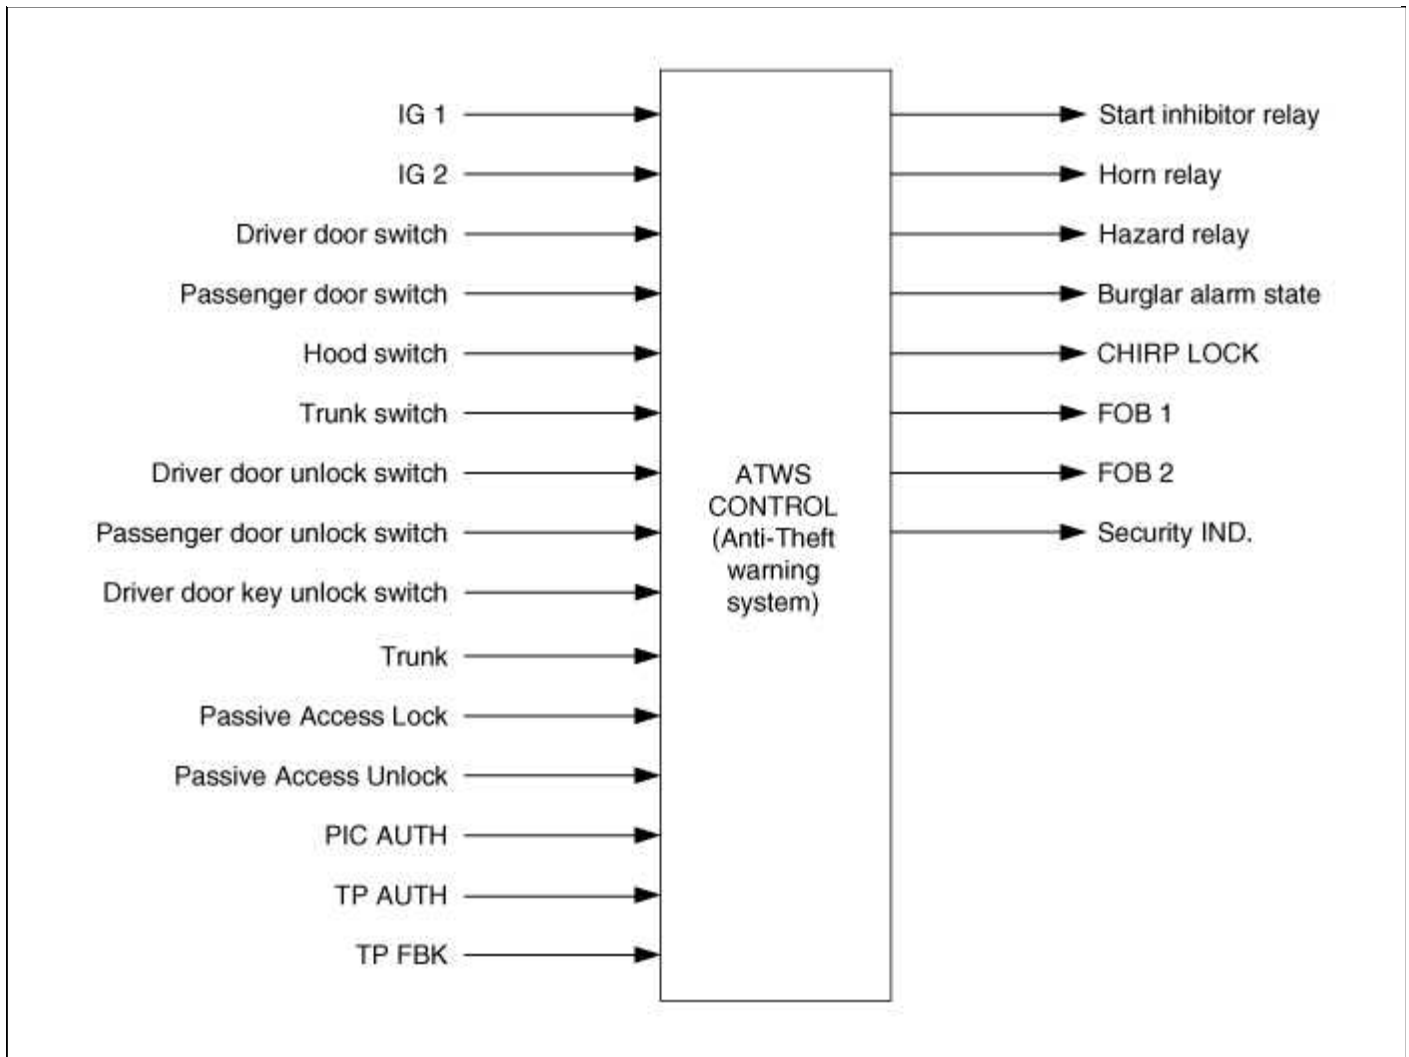 IG 1
IG 2
Driver door switch
Passenger door switch
Hood switch
Trunk switch
Driver door unlock switch
Passenger door unlock switch
Driver door key unlock switch
Trunk
Passive Access Lock
Passive Access Unlock
PIC AUTH
TP AUTH
TP FBK
ATWS
CONTROL
(Anti-Theft
warning
system)
Start inhibitor relay
Horn relay
Hazard relay
Burglar alarm state
CHIRP LOCK
FOB 1
FOB 2
Security IND.